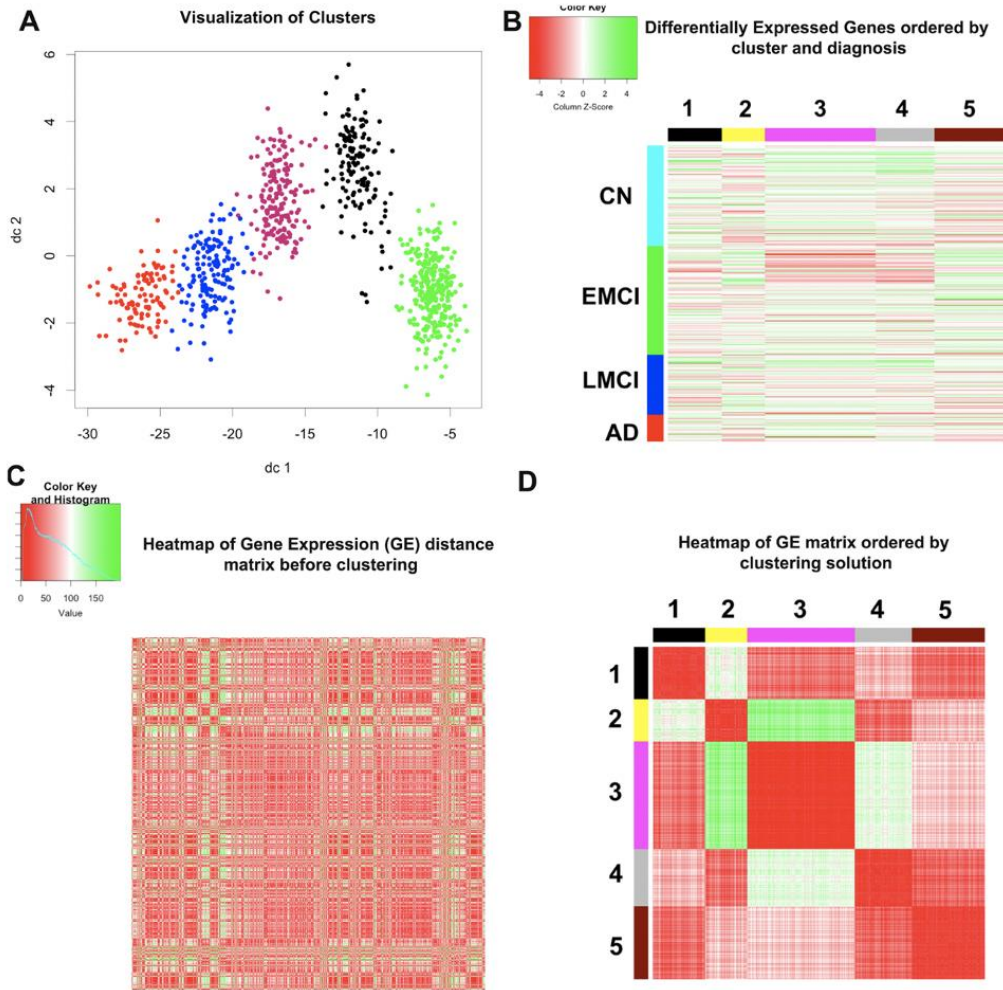 A
Visualization of Clusters
dc 2
6
4
2
0
-2
-4
-30
-25
-20
-15
-10
-5
dc 1
B
Color Key
-4
-2
0
2
4
Column Z-Score
Differentially Expressed Genes ordered by
cluster and diagnosis
1
2
3
4
5
CN
EMCI
LMCI
AD
C
Color Key
and Histogram
0
50
100
150
Value
Heatmap of Gene Expression (GE) distance
matrix before clustering
D
Heatmap of GE matrix ordered by
clustering solution
1
2
3
4
5
1
2
3
4
5